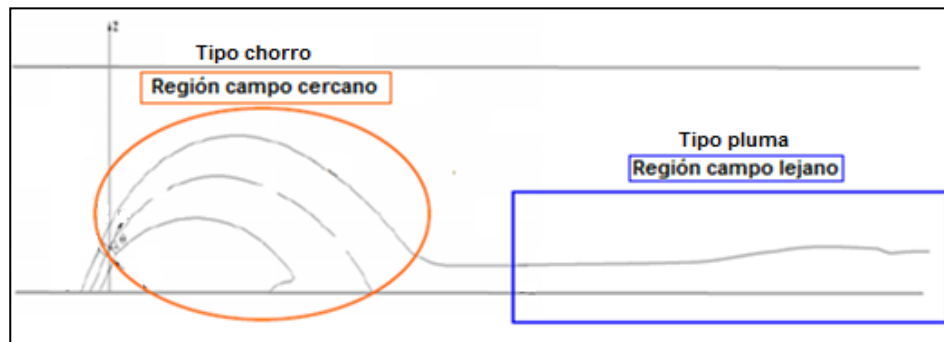 z
Tipo chorro
Región campo cercano
Tipo pluma
Región campo lejano